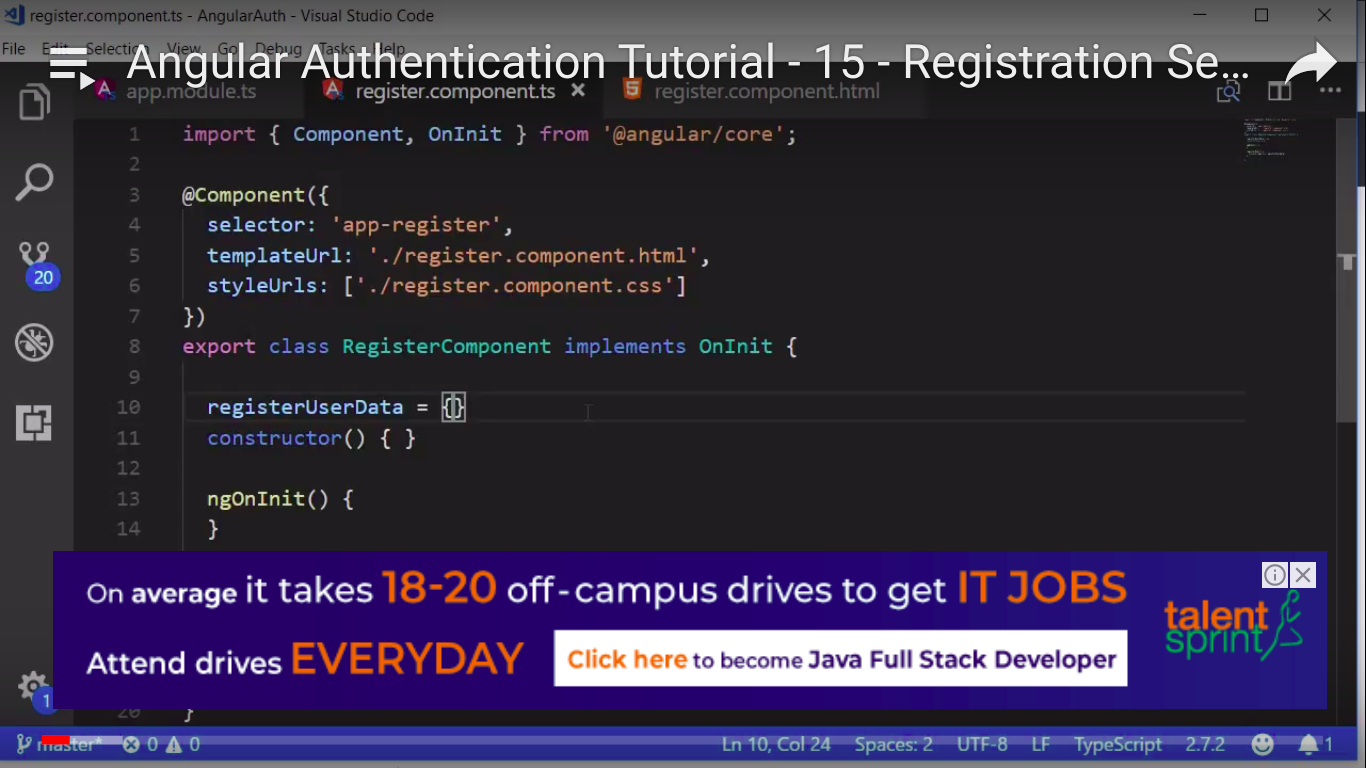 register.component.ts - AngularAuth - Visual Studio Code
File Edit Selection View Go Debug Tasks Help
Angular Authentication Tutorial - 15 - Registration Se...
app.module.ts register.component.ts register.component.html
1 import { Component, OnInit } from '@angular/core';
2
3 @Component({
4 selector: 'app-register',
5 templateUrl: './register.component.html',
6 styleUrls: ['./register.component.css']
7 })
8 export class RegisterComponent implements OnInit {
9
10 registerUserData = {}
11 constructor() { }
12
13 ngOnInit() {
14 }
20
1
On average it takes 18-20 off-campus drives to get IT JOBS
Attend drives EVERYDAY
Click here to become Java Full Stack Developer
talent
sprint
20 }
master* 0 0 Ln 10, Col 24 Spaces: 2 UTF-8 LF TypeScript 2.7.2 1